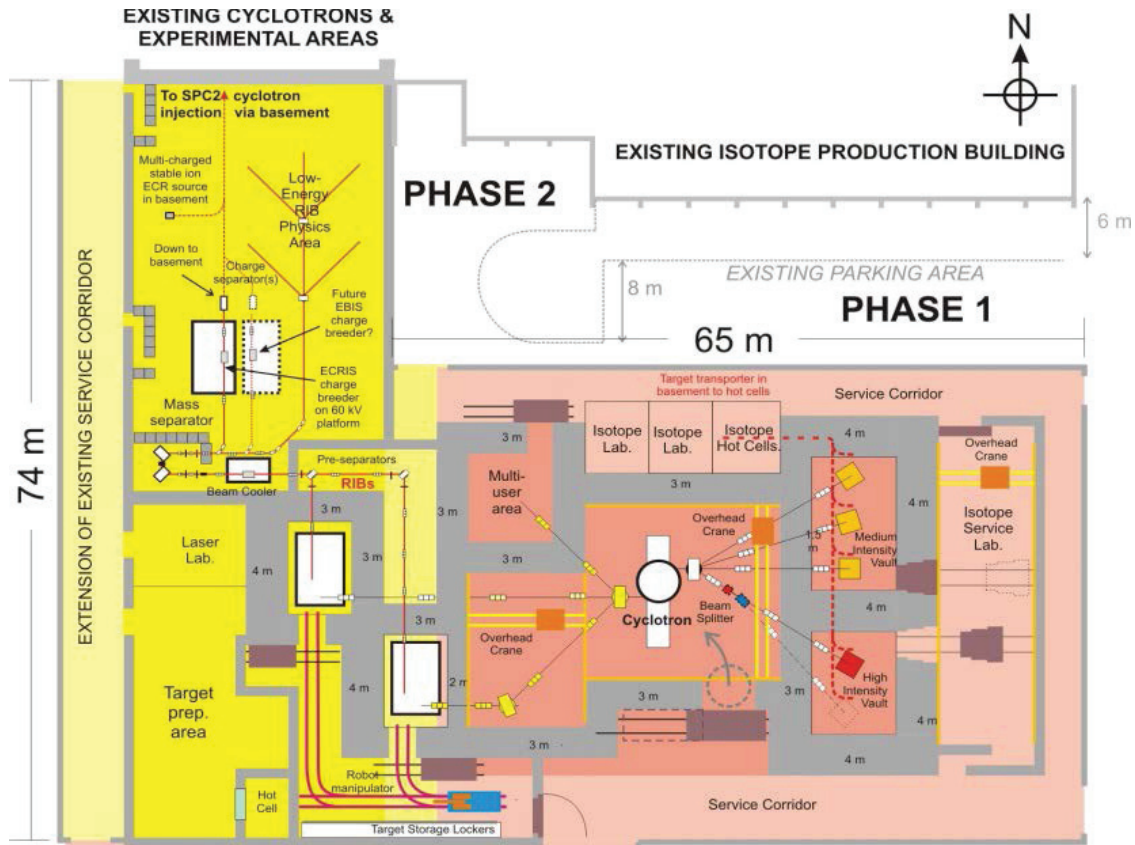 EXISTING CYCLOTRONS &
EXPERIMENTAL AREAS
N
To SPC2 cyclotron
injection via basement
Multi-charged
stable ion
ECR source
in basement
Low-
Energy
RIB
Physics
Area
PHASE 2
EXISTING ISOTOPE PRODUCTION BUILDING
6 m
Down to
basement
Charge
separator(s)
Future
EBIS
charge
breeder?
8 m
EXISTING PARKING AREA
PHASE 1
65 m
74 m
EXTENSION OF EXISTING SERVICE CORRIDOR
ECRIS
charge
breeder
on 60 kV
platform
Mass
separator
Beam Cooler
Pre-separators
RIBs
Target transporter in
basement to hot cells
Service Corridor
3 m
Isotope
Lab.
Isotope
Lab.
Isotope
Hot Cells.
4 m
Overhead
Crane
3 m
Multi-
user
area
3 m
4 m
3 m
3 m
Laser
Lab.
3 m
4 m
3 m
Overhead
Crane
1.5
m
Medium
Intensity
Vault
Isotope
Service
Lab.
3 m
Cyclotron
Beam
Splitter
4 m
Overhead
Crane
4 m
2 m
Target
prep.
area
3 m
3 m
High
Intensity
Vault
4 m
3 m
4 m
Robot
manipulator
Hot
Cell
Service Corridor
Target Storage Lockers